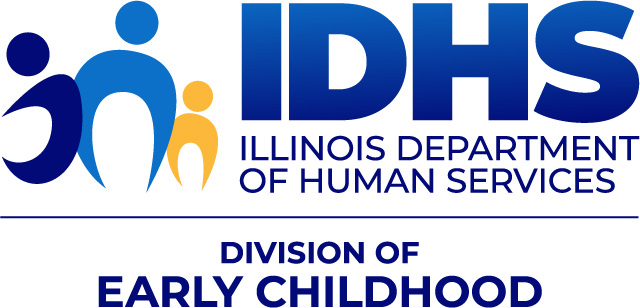 IDHS
ILLINOIS DEPARTMENT
OF HUMAN SERVICES
DIVISION OF
EARLY CHILDHOOD